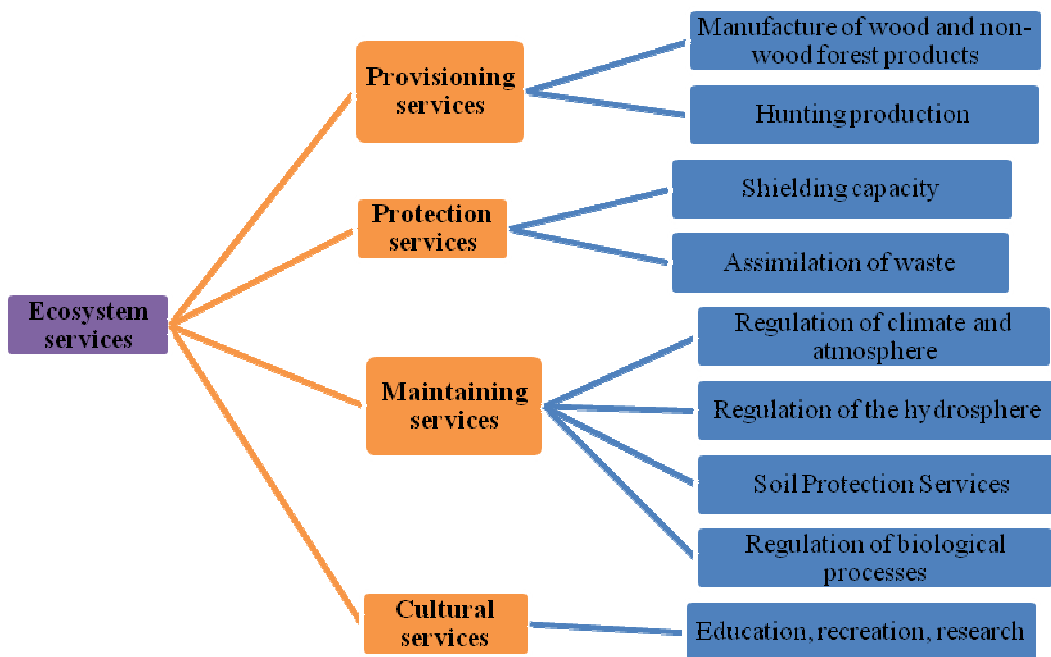 Ecosystem
services
Provisioning
services
Manufacture of wood and non-
wood forest products
Hunting production
Protection
services
Shielding capacity
Assimilation of waste
Maintaining
services
Regulation of climate and
atmosphere
Regulation of the hydrosphere
Soil Protection Services
Regulation of biological
processes
Cultural
services
Education, recreation, research